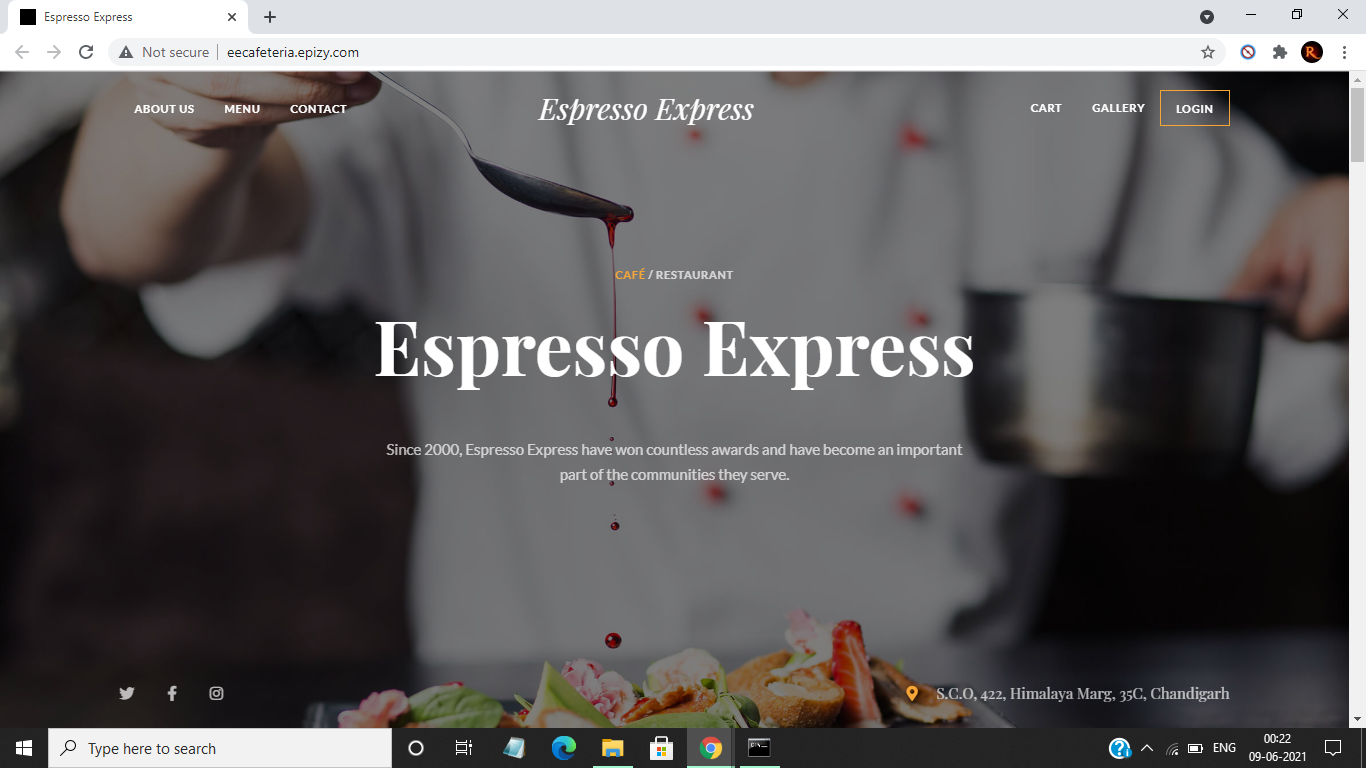 Espresso Express
Not secure
eecafeteria.epizy.com
ABOUT US
MENU
CONTACT
Espresso Express
CART
GALLERY
LOGIN
CAFÉ / RESTAURANT
Espresso Express
Since 2000, Espresso Express have won countless awards and have become an important
part of the communities they serve.
S.C.O, 422, Himalaya Marg, 35C, Chandigarh
Type here to search
ENG
00:22
09-06-2021